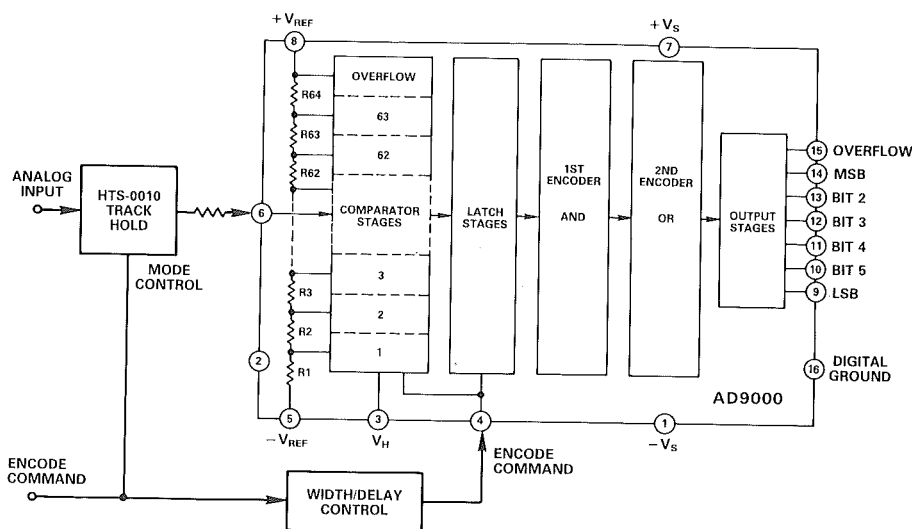 +VREF
+VS
8
7
R64
R63
R62
R3
R2
R1
OVERFLOW
63
62
COMPARATOR
STAGES
3
2
1
LATCH
STAGES
1ST
ENCODER
AND
2ND
ENCODER
OR
OUTPUT
STAGES
15 OVERFLOW
14 MSB
13 BIT 2
12 BIT 3
11 BIT 4
10 BIT 5
9 LSB
ANALOG
INPUT
HTS-0010
TRACK
HOLD
6
MODE
CONTROL
2
16
DIGITAL
GROUND
AD9000
5
3
4
1
−VREF
VH
−VS
ENCODE
COMMAND
ENCODE
COMMAND
WIDTH/DELAY
CONTROL